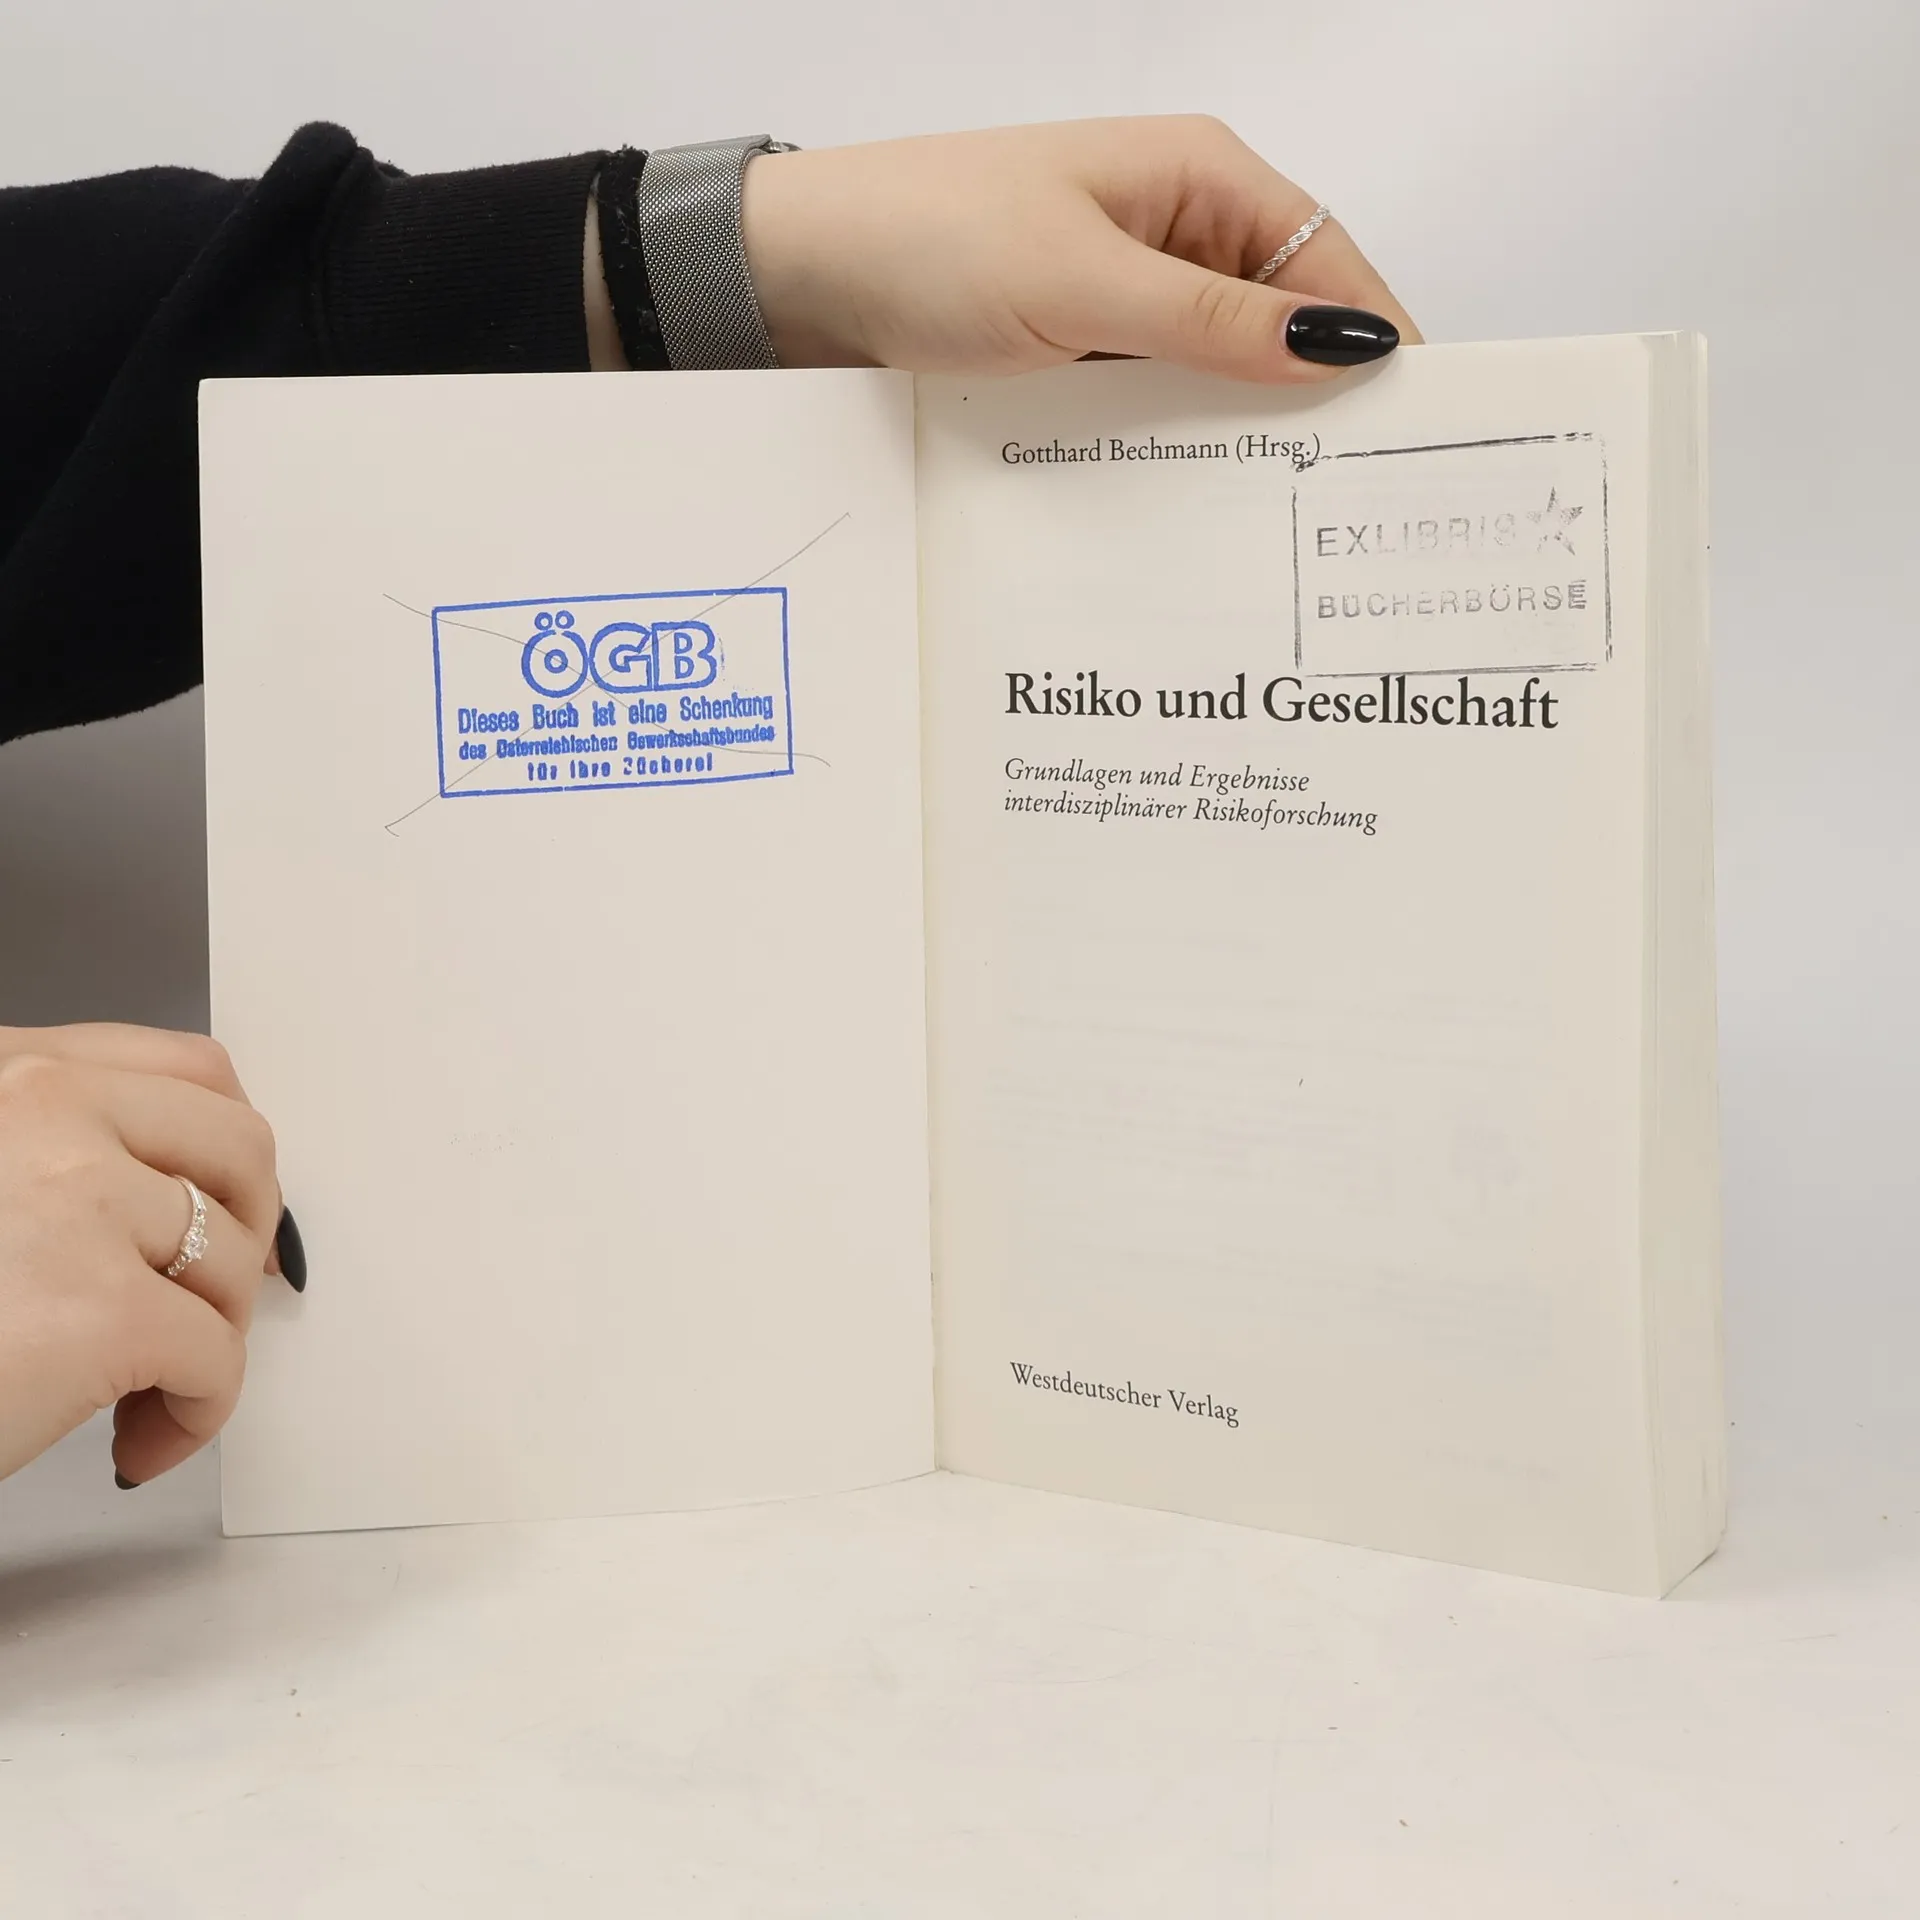 ÖGB
Dieses Buch ist eine Schenkung
des Österreichischen Gewerkschaftsbundes
für Ihre Bücherei
Gotthard Bechmann (Hrsg.)
EXLIBRIS
BÜCHERBÖRSE
Risiko und Gesellschaft
Grundlagen und Ergebnisse
interdisziplinärer Risikoforschung
Westdeutscher Verlag